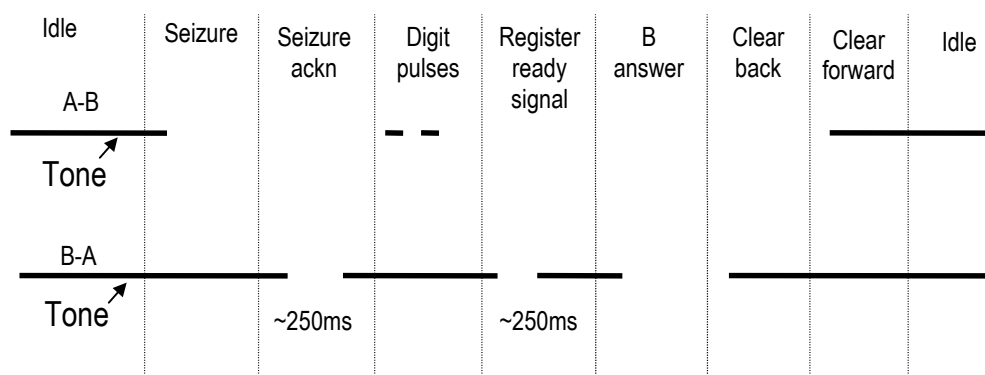 Idle
Seizure
Seizure
ackn
Digit
pulses
Register
ready
signal
B
answer
Clear
back
Clear
forward
Idle
A-B
Tone
B-A
Tone
~250ms
~250ms